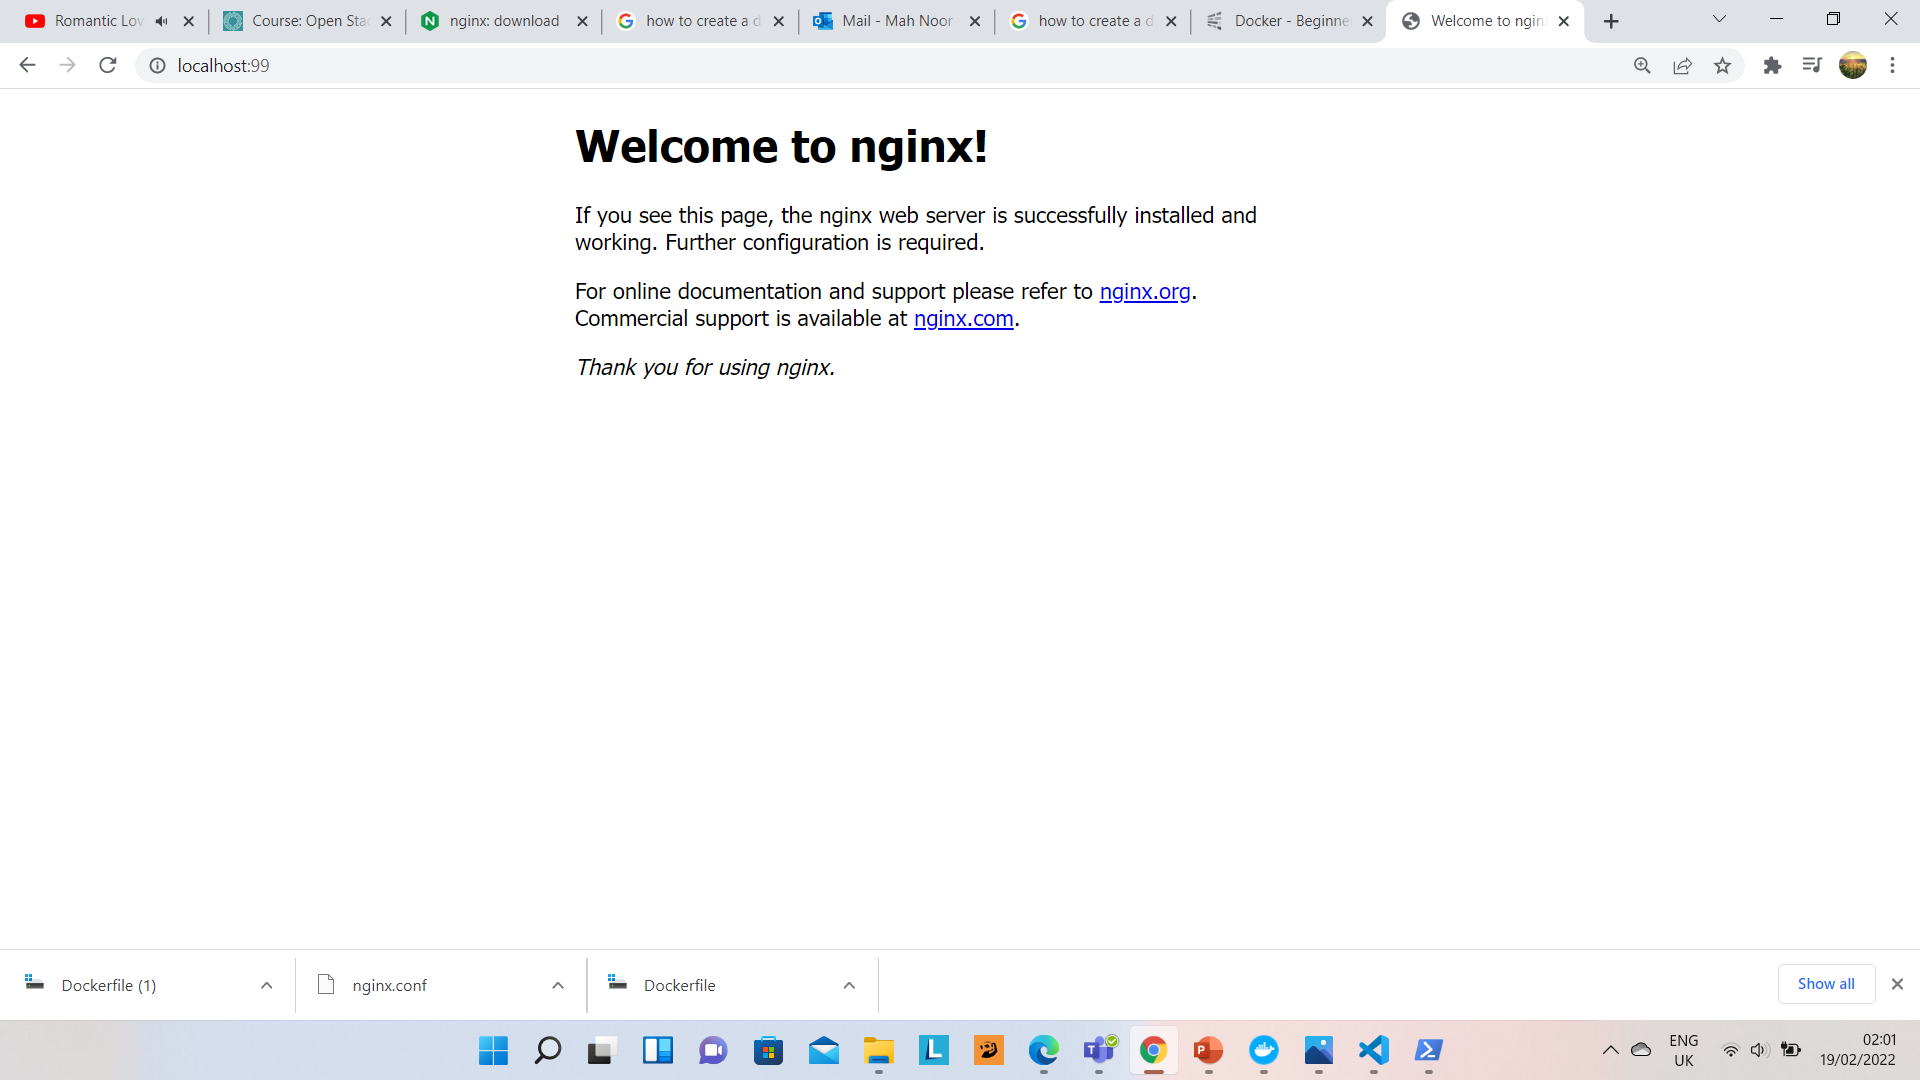 Romantic Lov
Course: Open Sta
nginx: download
how to create a d
Mail - Mah Noor
how to create a d
Docker - Beginne
Welcome to ngin
localhost:99
Welcome to nginx!
If you see this page, the nginx web server is successfully installed and
working. Further configuration is required.
For online documentation and support please refer to nginx.org.
Commercial support is available at nginx.com.
Thank you for using nginx.
Dockerfile (1)
nginx.conf
Dockerfile
Show all
ENG
UK
02:01
19/02/2022